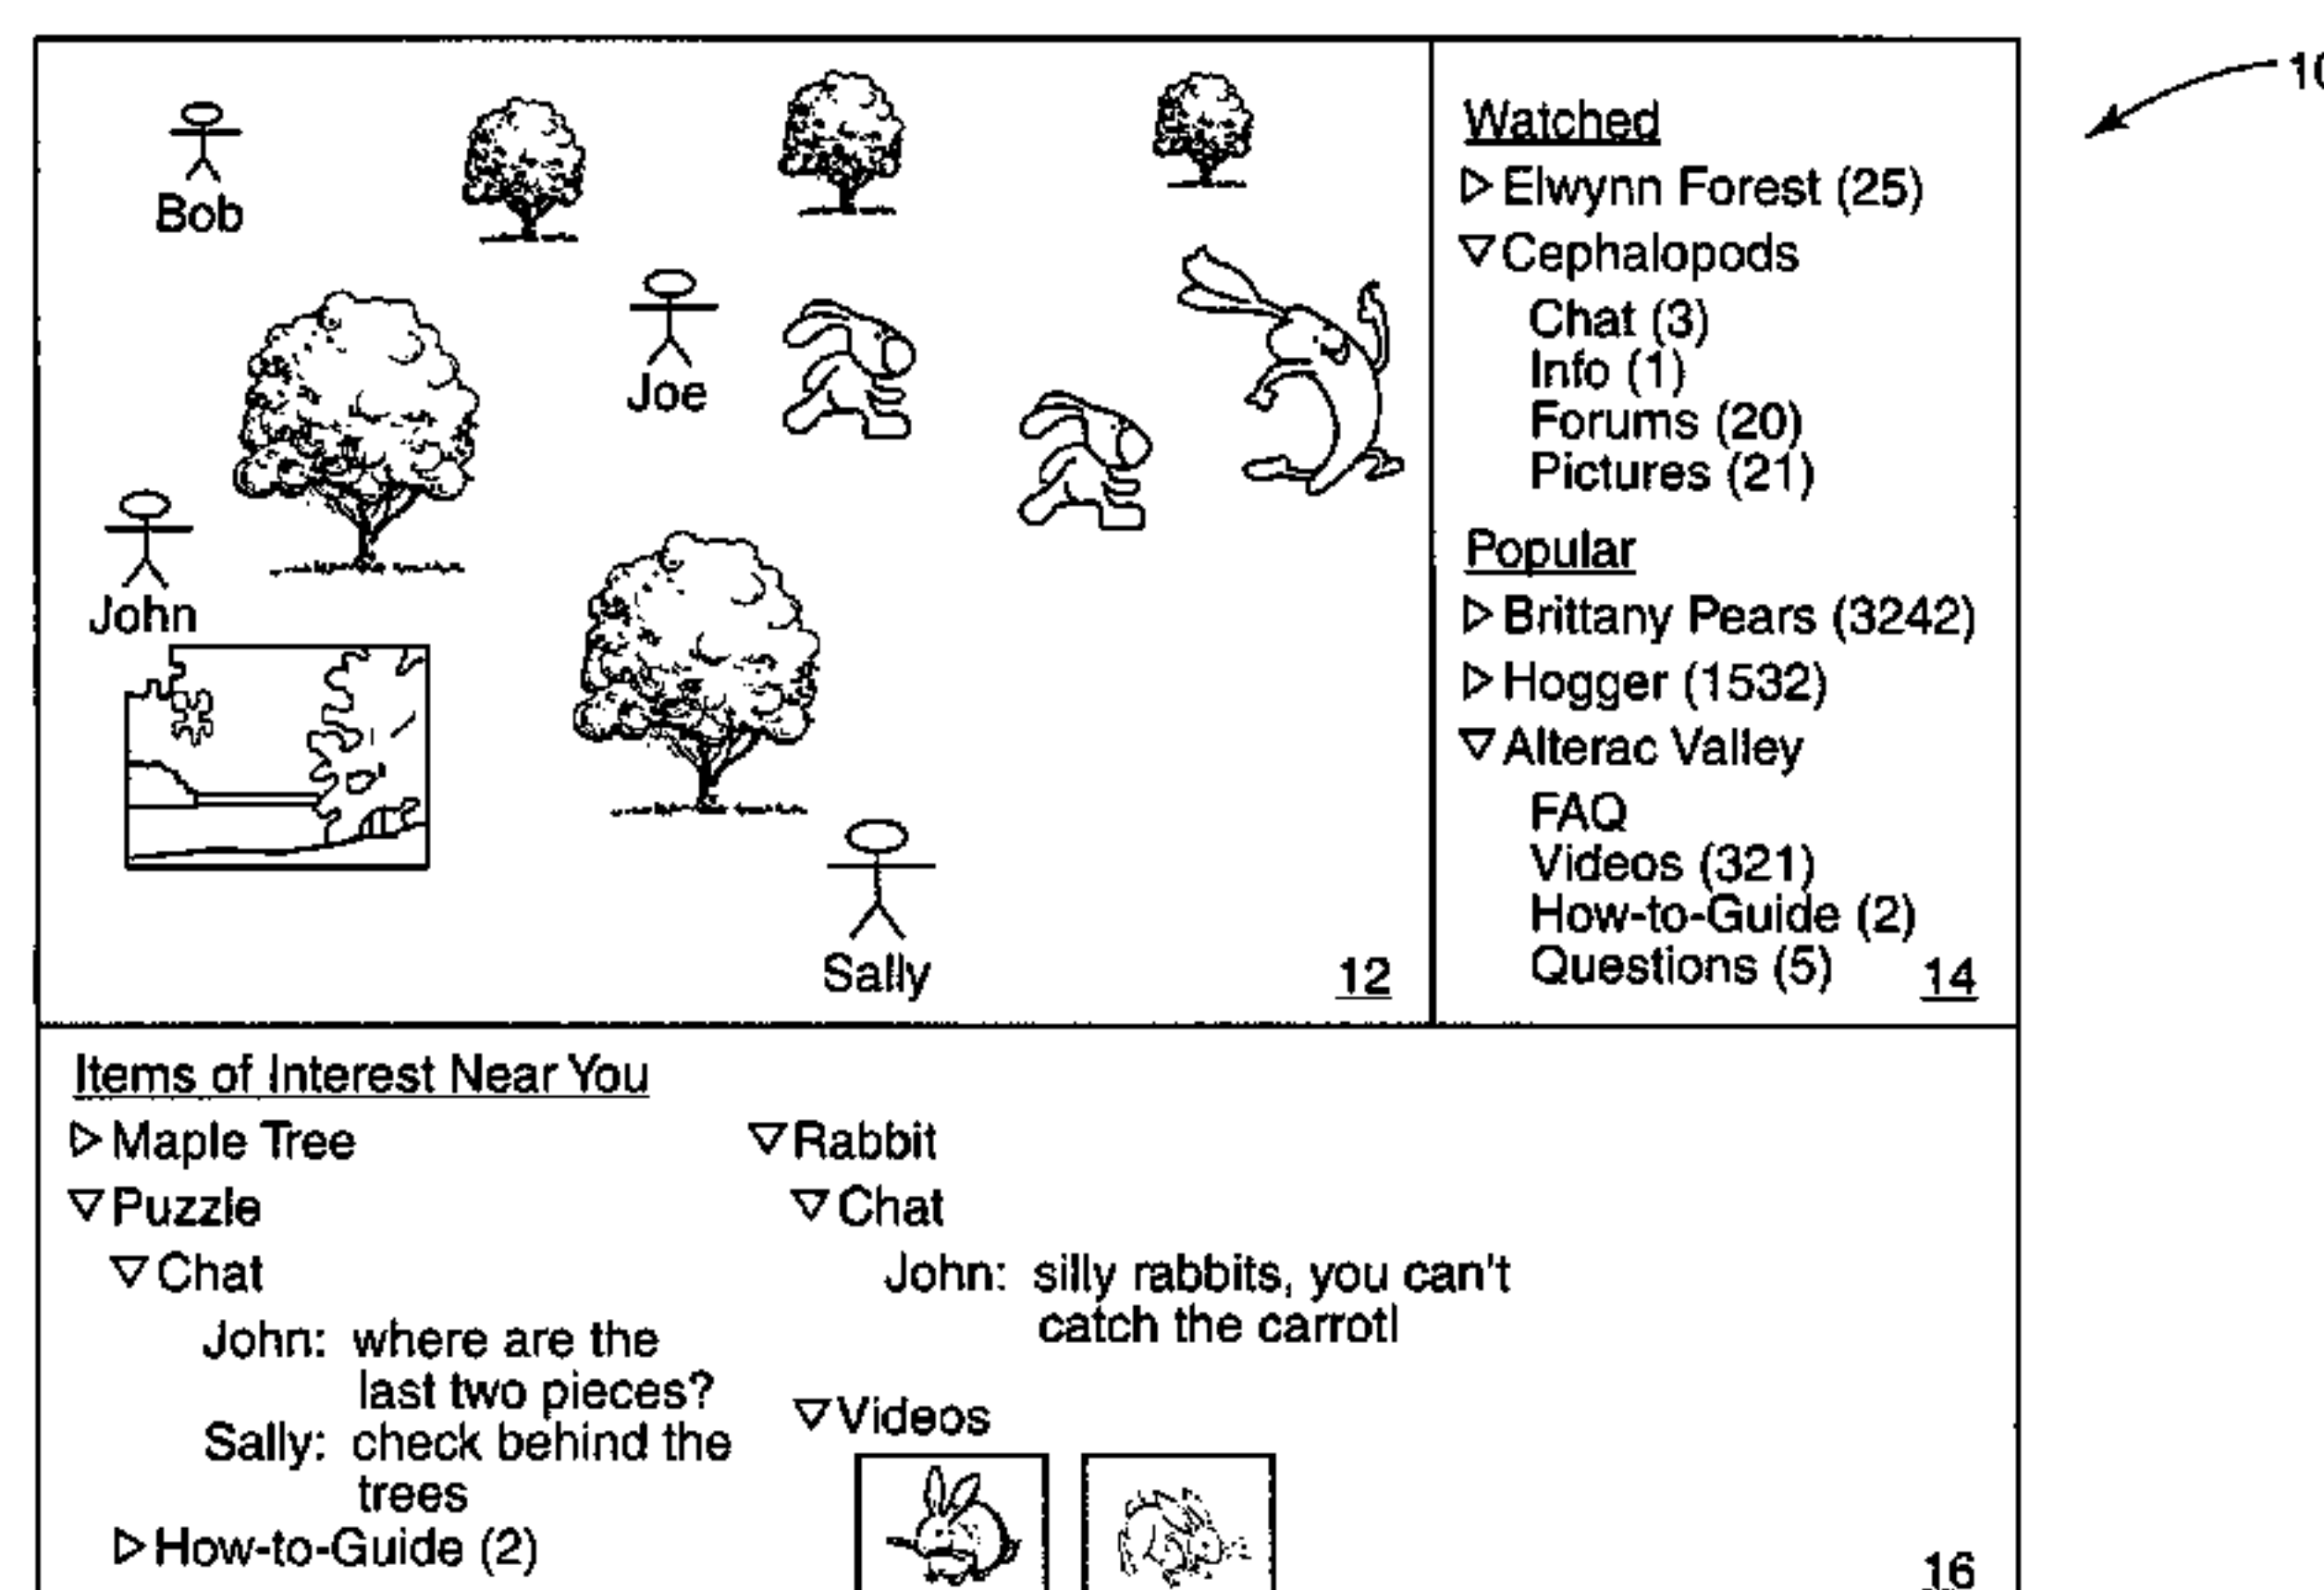 10
Bob
Joe
John
Sally
12
Watched
Elwynn Forest (25)
Cephalopods
Chat (3)
Info (1)
Forums (20)
Pictures (21)
Popular
Brittany Pears (3242)
Hogger (1532)
Alterac Valley
FAQ
Videos (321)
How-to-Guide (2)
Questions (5)
14
Items of Interest Near You
Maple Tree
Puzzle
Chat
John: where are the
last two pieces?
Sally: check behind the
trees
How-to-Guide (2)
Rabbit
Chat
John: silly rabbits, you can't
catch the carrot!
Videos
16